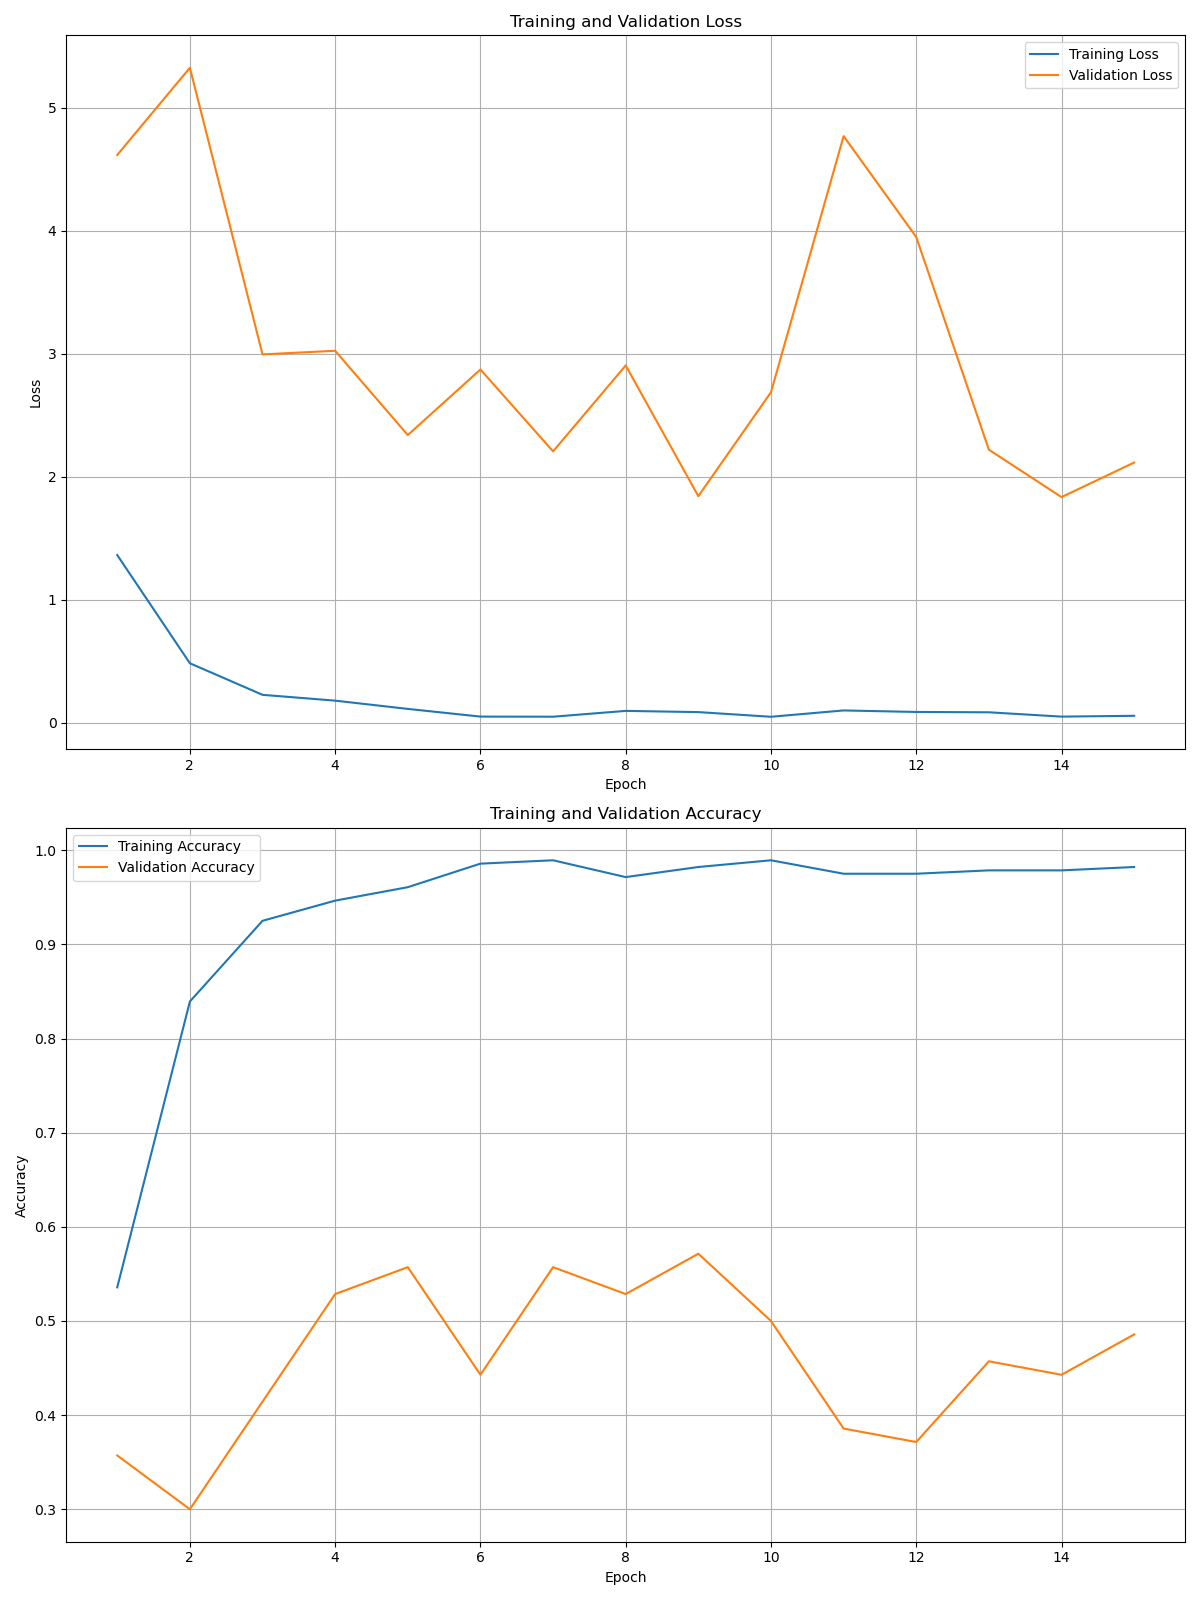 Training and Validation Loss
Training Loss
Validation Loss
5
4
3
2
1
0
Loss
2 4 6 8 10 12 14
Epoch
Training and Validation Accuracy
Training Accuracy
Validation Accuracy
1.0
0.9
0.8
0.7
0.6
0.5
0.4
0.3
Accuracy
2 4 6 8 10 12 14
Epoch